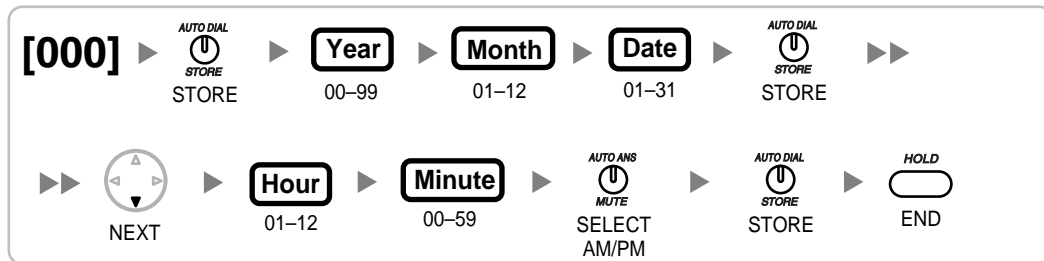 AUTO DIAL AUTO DIAL
[000] Year Month Date
STORE STORE
STORE 00–99 01–12 01–31 STORE
AUTO ANS AUTO DIAL HOLD
Hour Minute
MUTE STORE
NEXT 01–12 00–59 SELECT STORE END
AM/PM